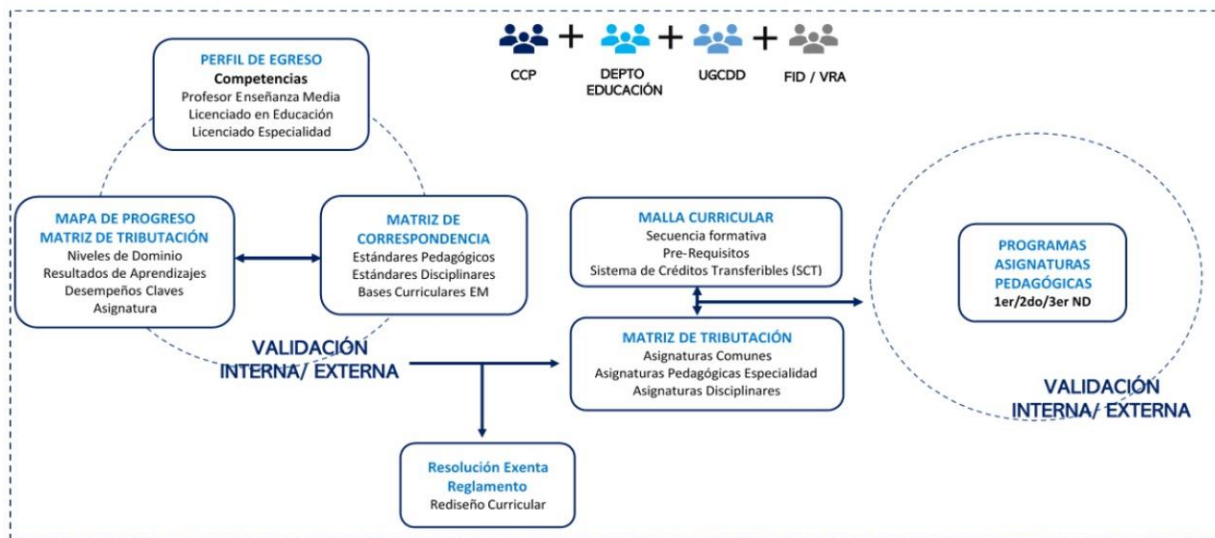 CCP
DEPTO
EDUCACIÓN
UGCDD
FID / VRA
PERFIL DE EGRESO
Competencias
Profesor Enseñanza Media
Licenciado en Educación
Licenciado Especialidad
MAPA DE PROGRESO
MATRIZ DE TRIBUTACIÓN
Niveles de Dominio
Resultados de Aprendizajes
Desempeños Claves
Asignatura
MATRIZ DE
CORRESPONDENCIA
Estándares Pedagógicos
Estándares Disciplinares
Bases Curriculares EM
VALIDACIÓN
INTERNA/ EXTERNA
MALLA CURRICULAR
Secuencia formativa
Pre-Requisitos
Sistema de Créditos Transferibles (SCT)
MATRIZ DE TRIBUTACIÓN
Asignaturas Comunes
Asignaturas Pedagógicas Especialidad
Asignaturas Disciplinares
Resolución Exenta
Reglamento
Rediseño Curricular
PROGRAMAS
ASIGNATURAS
PEDAGÓGICAS
1er/2do/3er ND
VALIDACIÓN
INTERNA/ EXTERNA